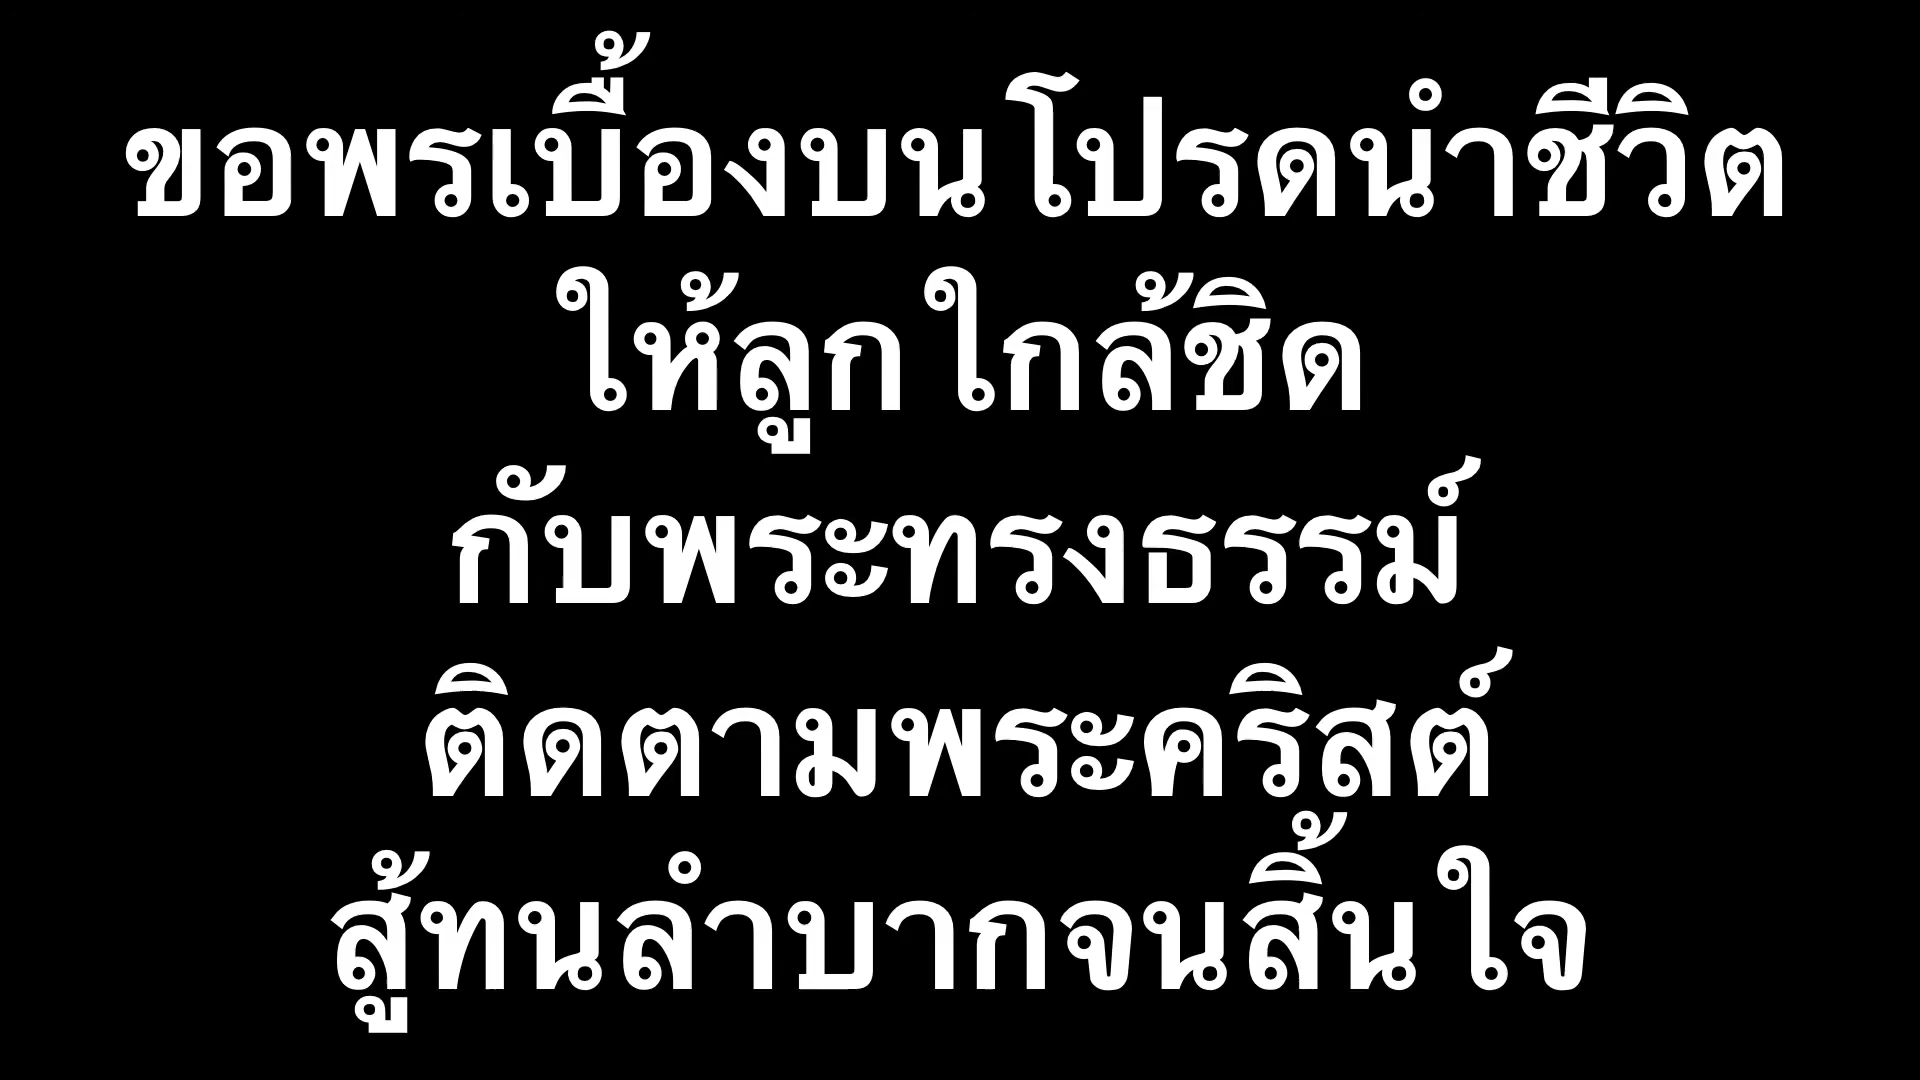 ขอพรเบื้องบนโปรดนำชีวิต
ให้ลูกใกล้ชิด
กับพระทรงธรรม์
ติดตามพระคริสต์
สู้ทนลำบากจนสิ้นใจ